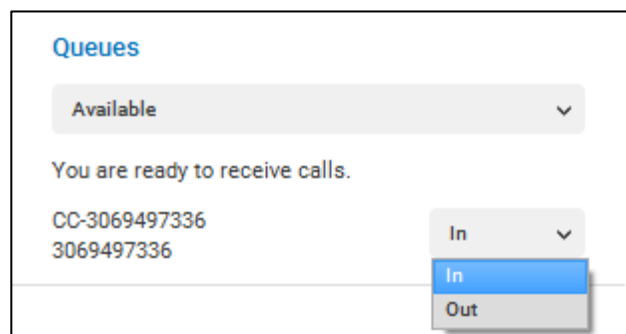 Queues
Available
You are ready to receive calls.
CC-3069497336
3069497336
In
In
Out